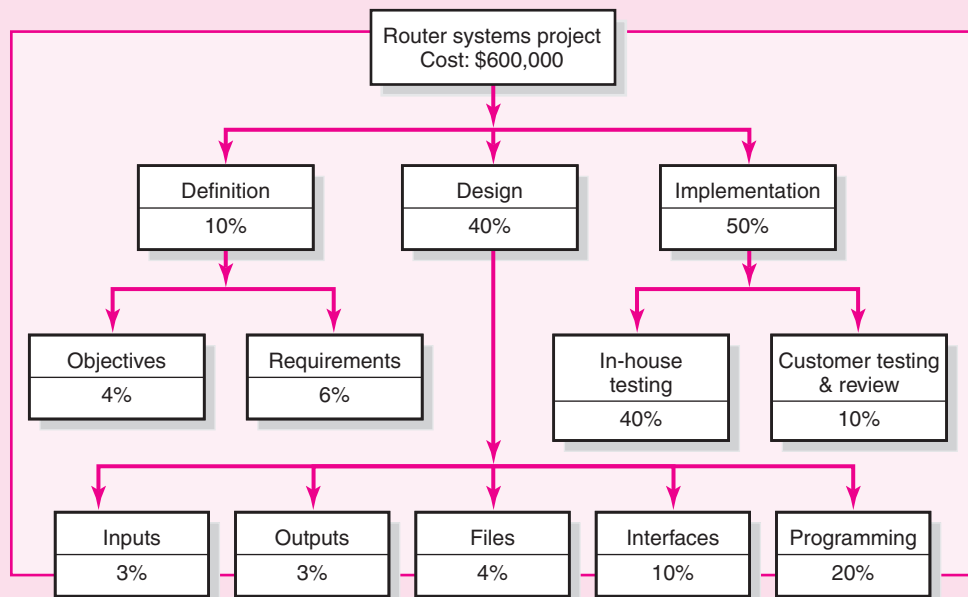 Router systems project
Cost: $600,000
Definition
10%
Design
40%
Implementation
50%
Objectives
4%
Requirements
6%
In-house
testing
40%
Customer testing
& review
10%
Inputs
3%
Outputs
3%
Files
4%
Interfaces
10%
Programming
20%